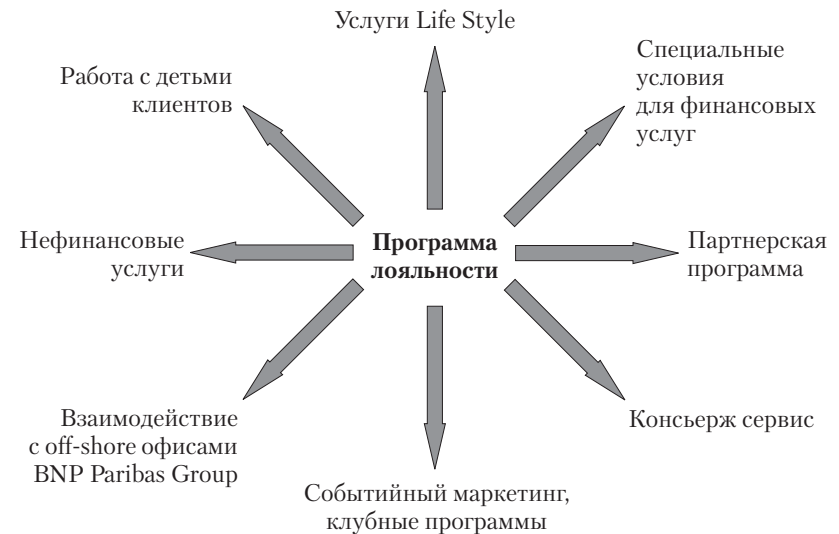 Услуги Life Style
Специальные
условия
для финансовых
услуг
Работа с детьми
клиентов
Нефинансовые
услуги
Программа
лояльности
Партнерская
программа
Взаимодействие
с off-shore офисами
BNP Paribas Group
Консьерж сервис
Событийный маркетинг,
клубные программы